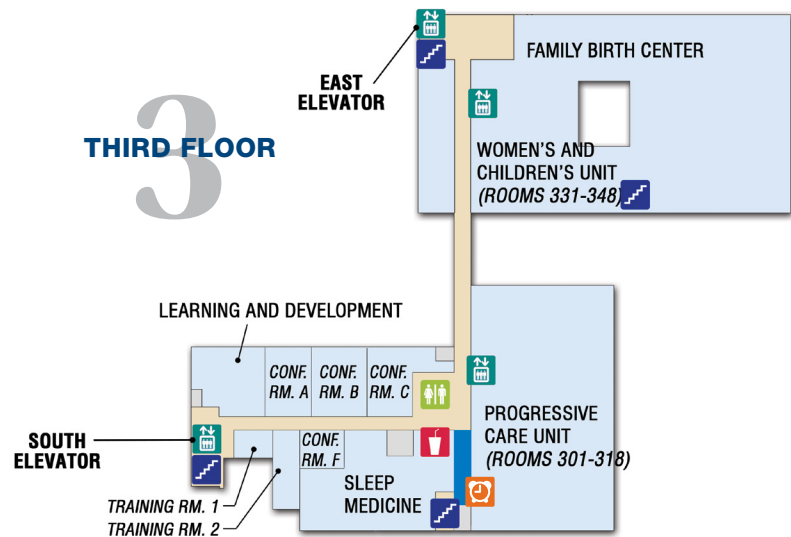 3
THIRD FLOOR
EAST
ELEVATOR
FAMILY BIRTH CENTER
WOMEN'S AND
CHILDREN'S UNIT
(ROOMS 331-348)
LEARNING AND DEVELOPMENT
CONF.
RM. A
CONF.
RM. B
CONF.
RM. C
SOUTH
ELEVATOR
CONF.
RM. F
PROGRESSIVE
CARE UNIT
(ROOMS 301-318)
SLEEP
MEDICINE
TRAINING RM. 1
TRAINING RM. 2